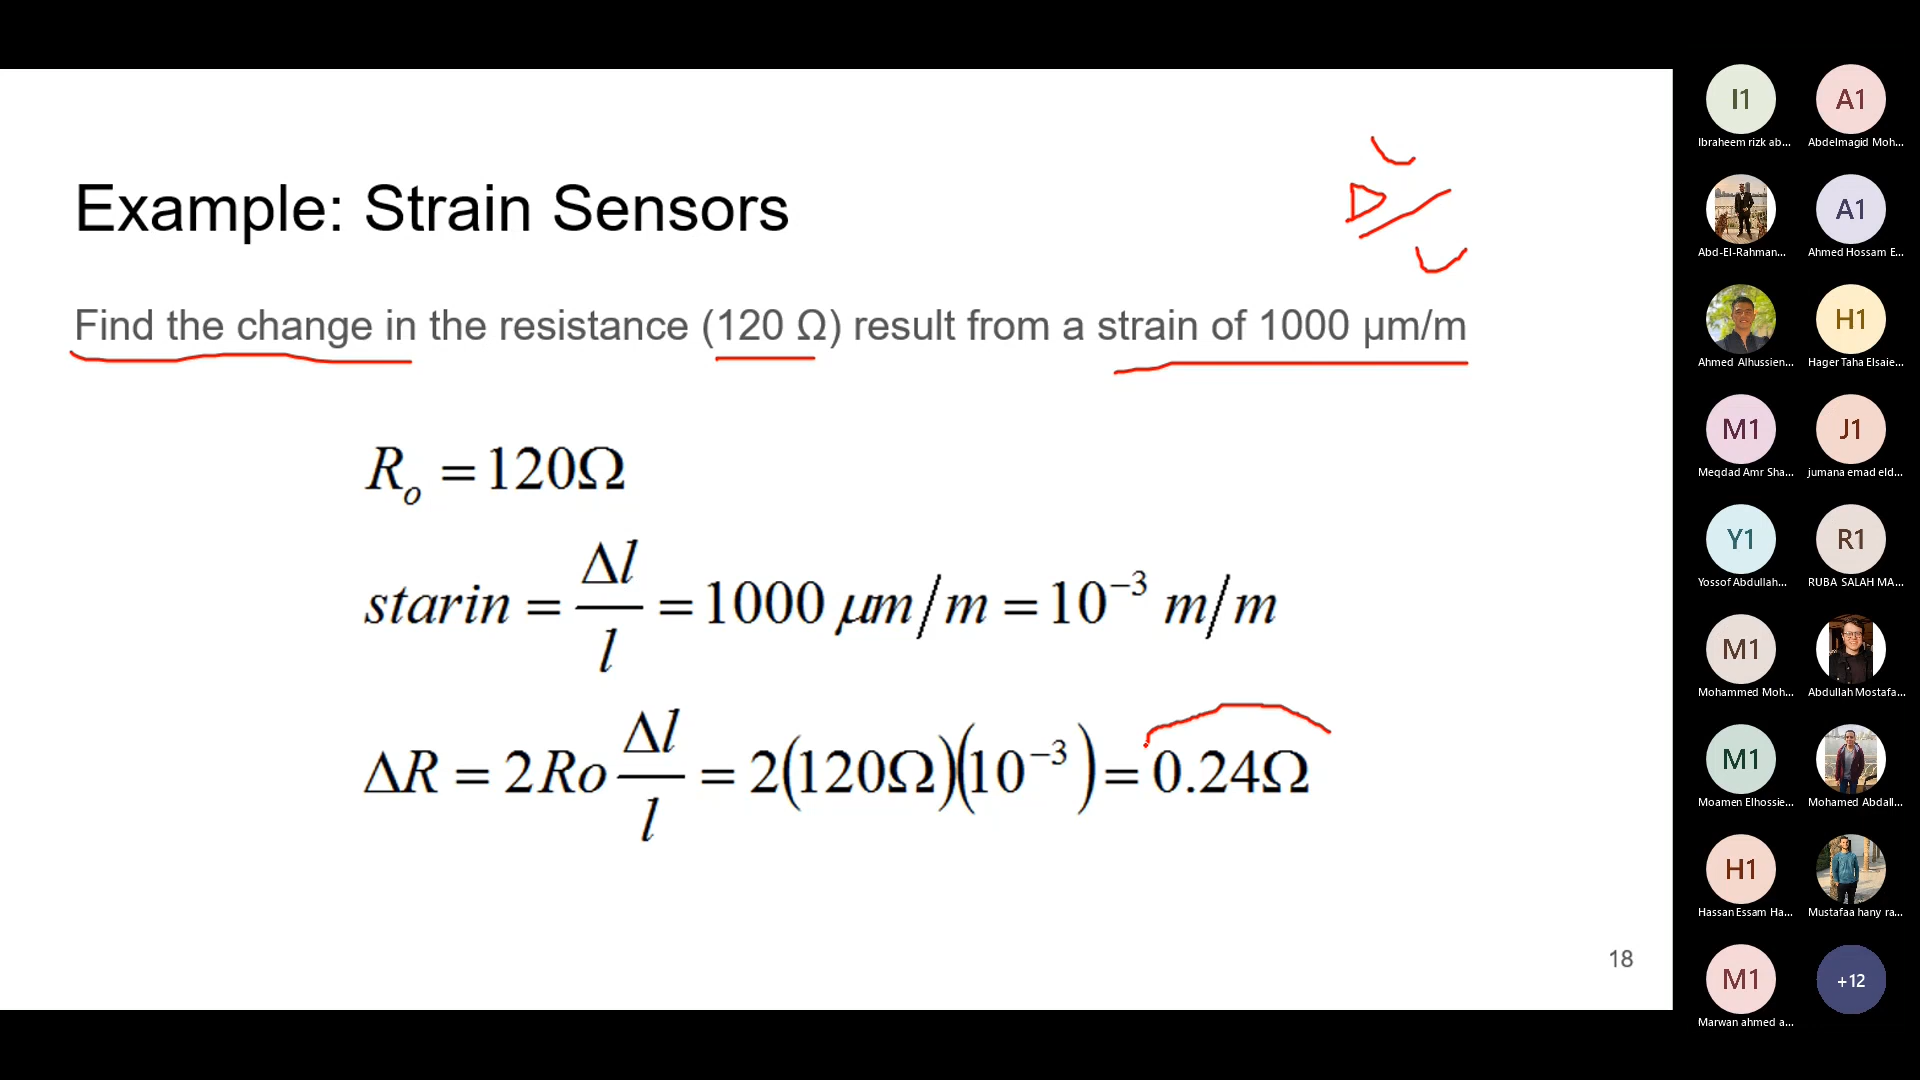 Example: Strain Sensors
Find the change in the resistance (120 Ω) result from a strain of 1000 μm/m
Rₒ = 120Ω
starin = Δl/l = 1000 μm/m = 10⁻³ m/m
ΔR = 2Ro Δl/l = 2(120Ω)(10⁻³) = 0.24Ω
18
I1 A1
Ibraheem rizk ab... Abdelmagid Moh...
A1
Abd-El-Rahman... Ahmed Hossam E...
H1
Ahmed Alhussien... Hager Taha Elsaie...
M1 J1
Meqdad Amr Sha... jumana emad eld...
Y1 R1
Yossof Abdullah... RUBA SALAH MA...
M1
Mohammed Moh... Abdullah Mostafa...
M1
Moamen Elhossie... Mohamed Abdall...
H1
Hassan Essam Ha... Mustafaa hany ra...
M1 +12
Marwan ahmed a...